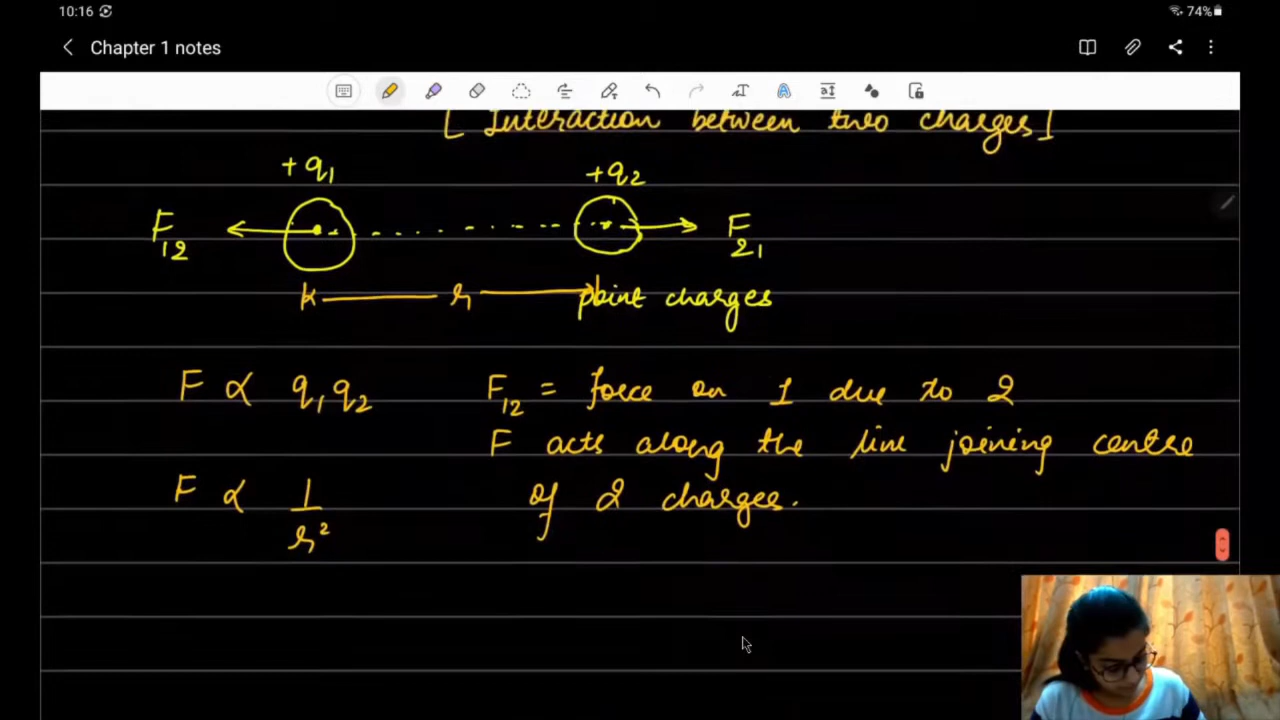 10:16
74%
Chapter 1 notes
[Interaction between two charges]
+q₁ +q₂
F₁₂ F₂₁
r point charges
F ∝ q₁q₂ F₁₂ = force on 1 due to 2
F acts along the line joining centre
F ∝ 1/r² of 2 charges.